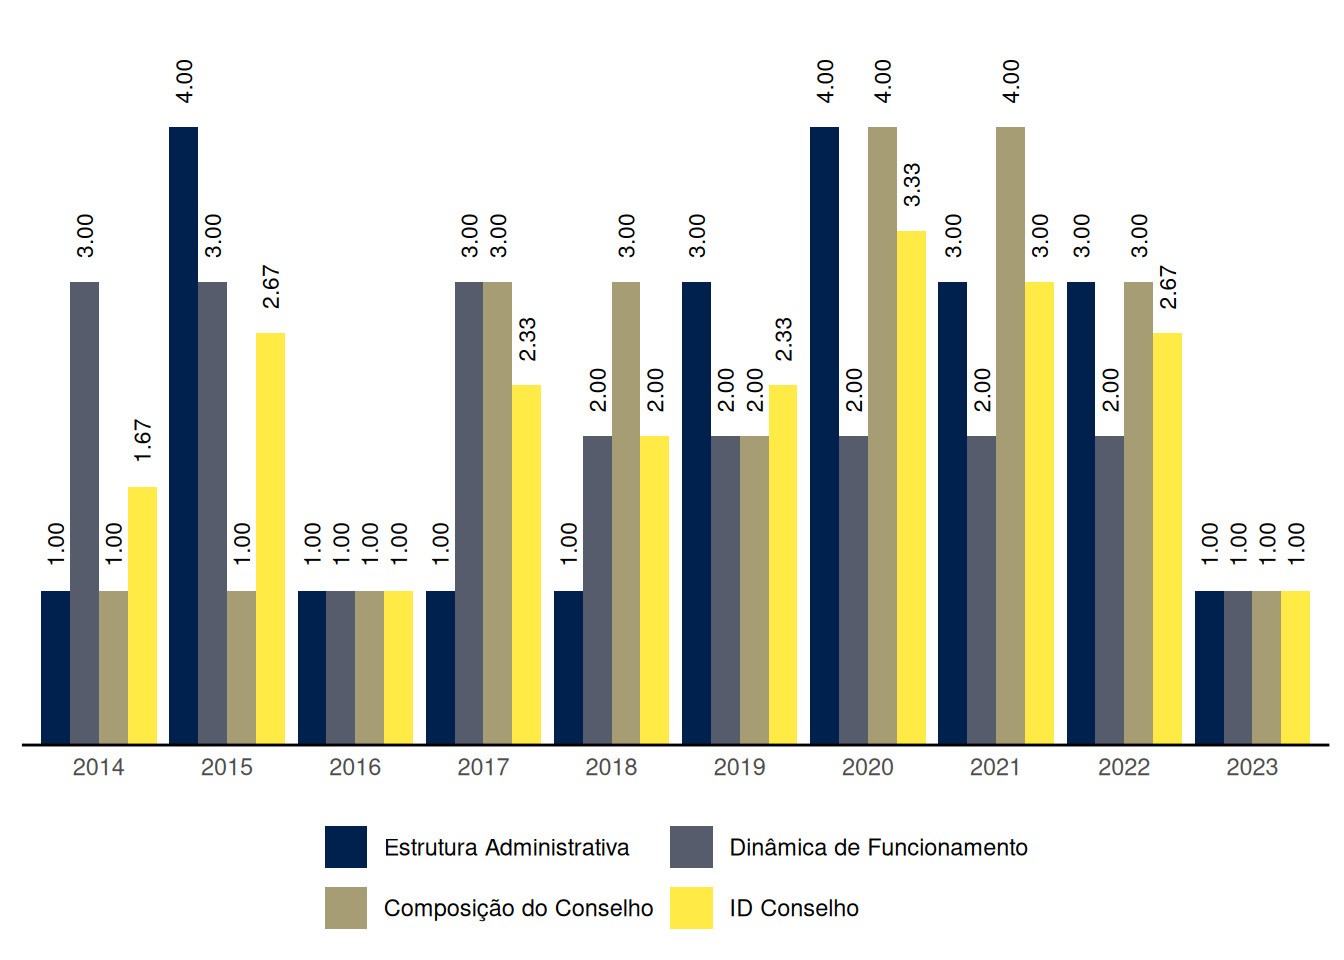 4.00 4.00 4.00 4.00
3.33
3.00 3.00 3.00 3.00 3.00 3.00 3.00 3.00 3.00 3.00
2.67 2.67
2.33 2.33
2.00 2.00 2.00 2.00 2.00 2.00 2.00
1.67
1.00 1.00 1.00 1.00 1.00 1.00 1.00 1.00 1.00 1.00 1.00 1.00 1.00
2014 2015 2016 2017 2018 2019 2020 2021 2022 2023
Estrutura Administrativa Dinâmica de Funcionamento
Composição do Conselho ID Conselho